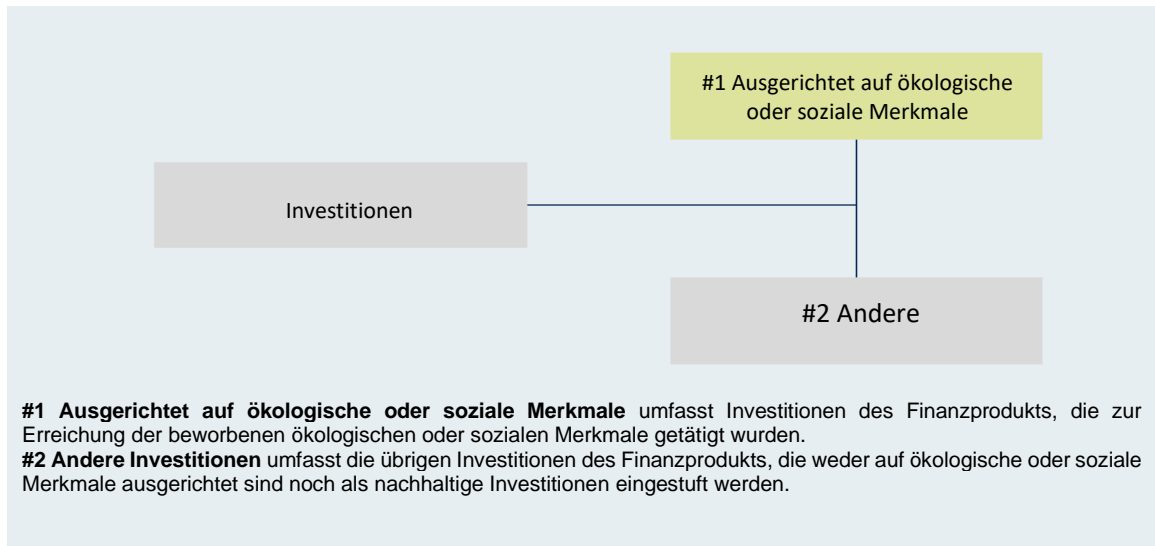 #1 Ausgerichtet auf ökologische
oder soziale Merkmale
Investitionen
#2 Andere
#1 Ausgerichtet auf ökologische oder soziale Merkmale umfasst Investitionen des Finanzprodukts, die zur
Erreichung der beworbenen ökologischen oder sozialen Merkmale getätigt wurden.
#2 Andere Investitionen umfasst die übrigen Investitionen des Finanzprodukts, die weder auf ökologische oder soziale
Merkmale ausgerichtet sind noch als nachhaltige Investitionen eingestuft werden.